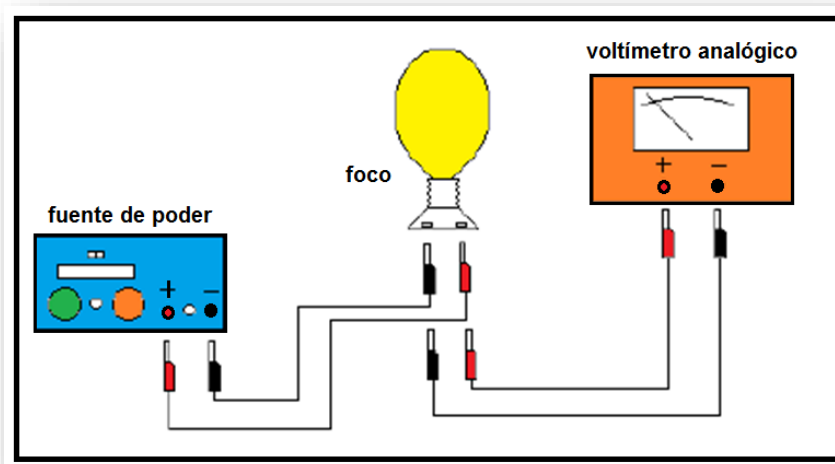 voltímetro analógico
foco
fuente de poder
+ −
+ −